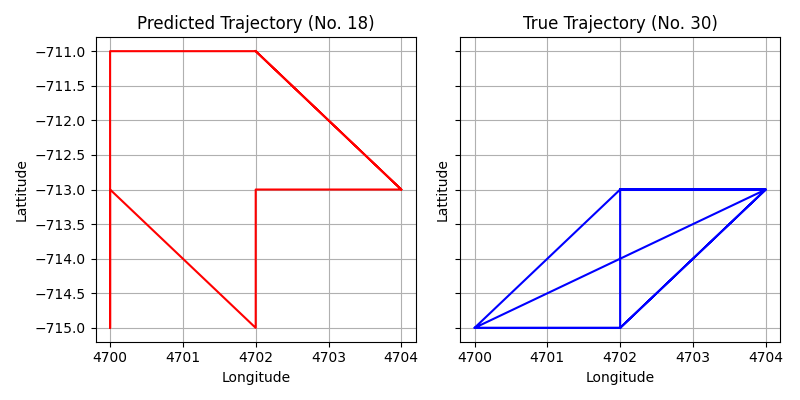 Predicted Trajectory (No. 18)
True Trajectory (No. 30)
−711.0
−711.5
−712.0
−712.5
−713.0
−713.5
−714.0
−714.5
−715.0
Lattitude
Lattitude
4700 4701 4702 4703 4704
4700 4701 4702 4703 4704
Longitude
Longitude